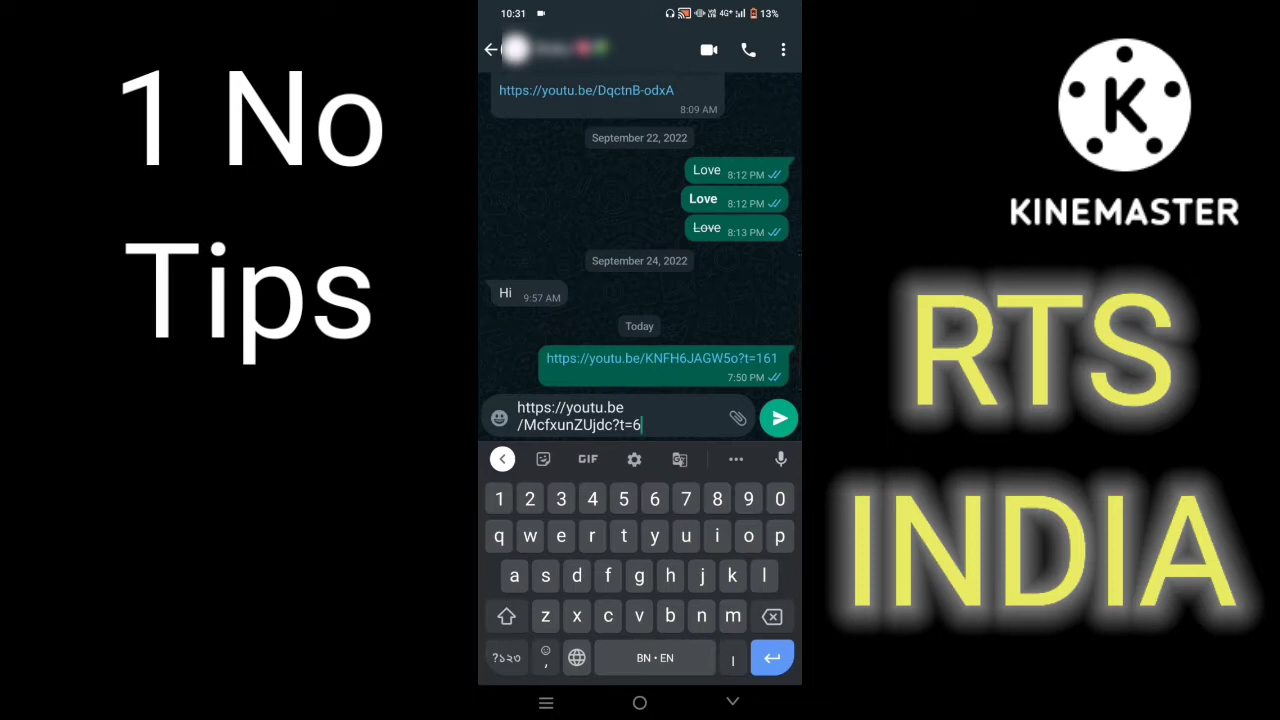 1 No
Tips
10:31
4G+
13%
https://youtu.be/DqctnB-odxA
8:09 AM
September 22, 2022
Love 8:12 PM
Love 8:12 PM
Love 8:13 PM
September 24, 2022
Hi 9:57 AM
Today
https://youtu.be/KNFH6JAGW5o?t=161
7:50 PM
https://youtu.be
/McfxunZUjdc?t=6
GIF
1 2 3 4 5 6 7 8 9 0
q w e r t y u i o p
a s d f g h j k l
z x c v b n m
?১২৩ , BN • EN ।
K
KINEMASTER
RTS
INDIA